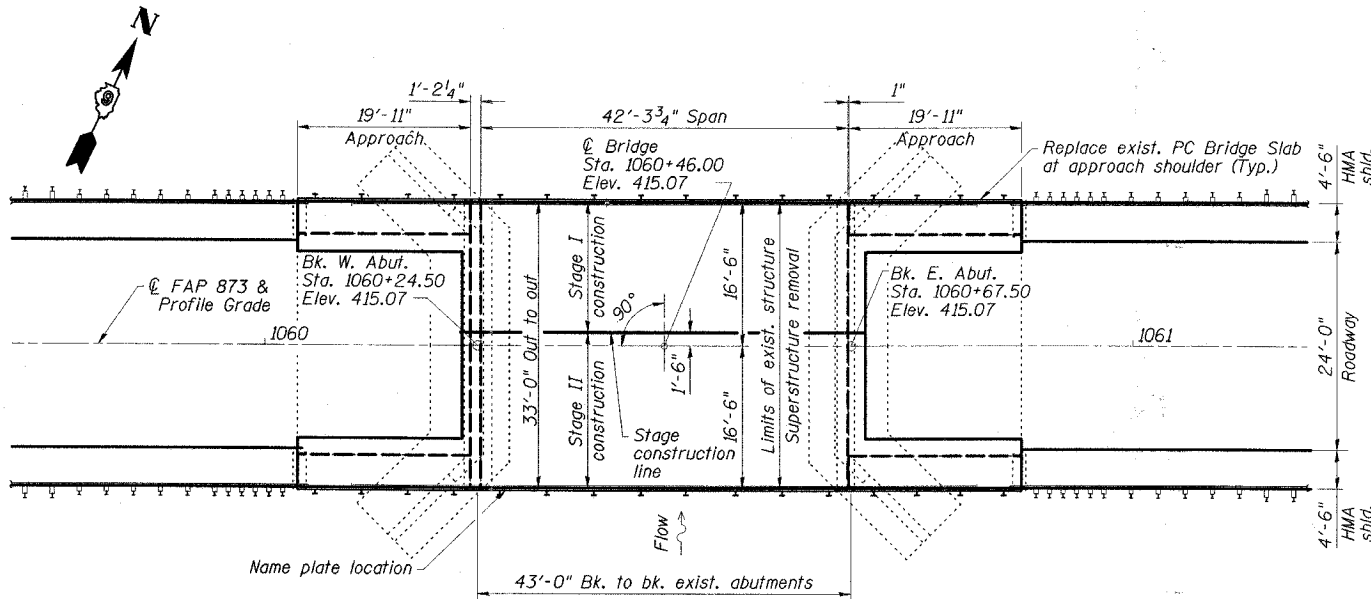 N
9
1'-2¼"
19'-11"
Approach
42'-3¾" Span
1"
19'-11"
Approach
℄ Bridge
Sta. 1060+46.00
Elev. 415.07
Replace exist. PC Bridge Slab
at approach shoulder (Typ.)
4'-6"
HMA
shld.
℄ FAP 873 &
Profile Grade
1060
Bk. W. Abut.
Sta. 1060+24.50
Elev. 415.07
33'-0" Out to out
Stage I
construction
Stage II
construction
90°
1'-6"
Stage
construction
line
16'-6"
16'-6"
Limits of exist. structure
Superstructure removal
Bk. E. Abut.
Sta. 1060+67.50
Elev. 415.07
1061
24'-0"
Roadway
4'-6"
HMA
shld.
Flow
Name plate location
43'-0" Bk. to bk. exist. abutments